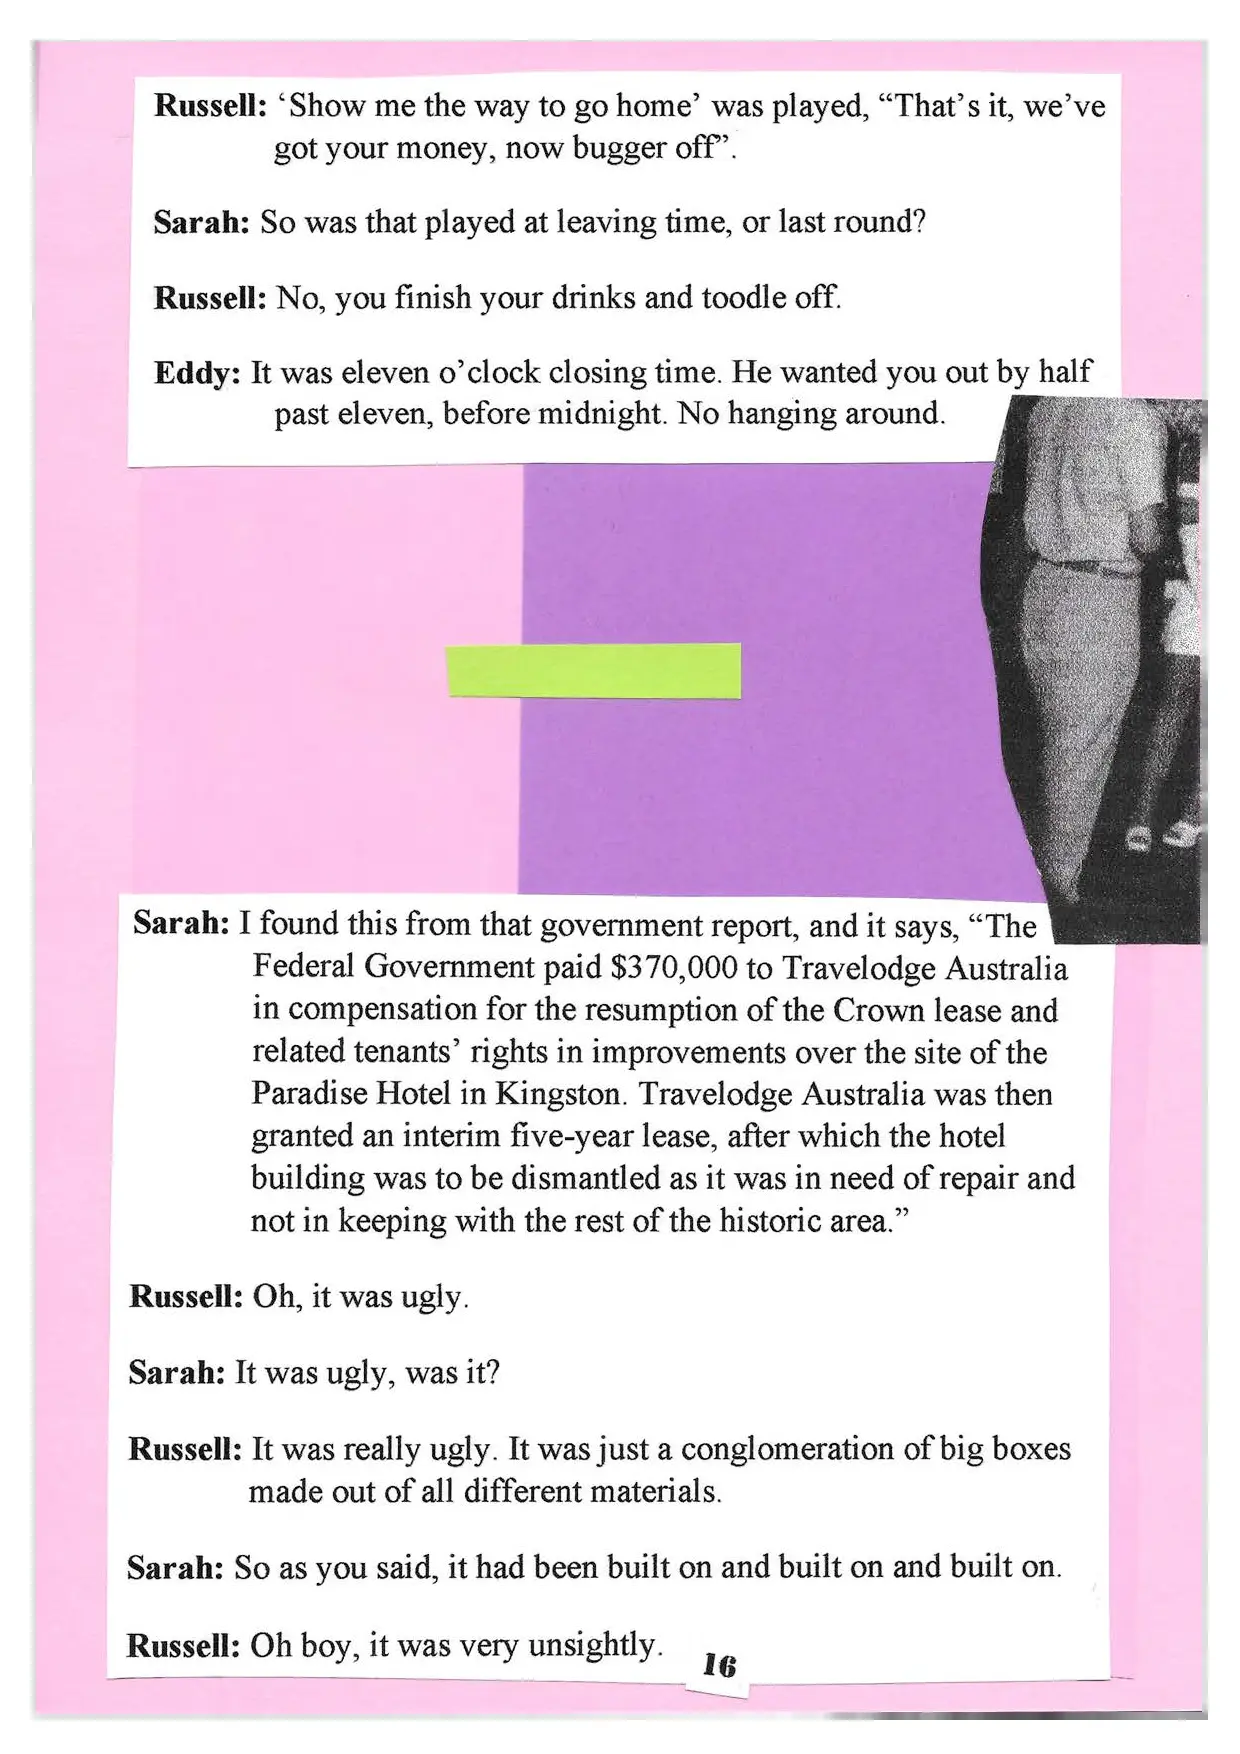 Russell: ‘Show me the way to go home’ was played, “That’s it, we’ve
got your money, now bugger off”.
Sarah: So was that played at leaving time, or last round?
Russell: No, you finish your drinks and toodle off.
Eddy: It was eleven o’clock closing time. He wanted you out by half
past eleven, before midnight. No hanging around.
Sarah: I found this from that government report, and it says, “The
Federal Government paid $370,000 to Travelodge Australia
in compensation for the resumption of the Crown lease and
related tenants’ rights in improvements over the site of the
Paradise Hotel in Kingston. Travelodge Australia was then
granted an interim five-year lease, after which the hotel
building was to be dismantled as it was in need of repair and
not in keeping with the rest of the historic area.”
Russell: Oh, it was ugly.
Sarah: It was ugly, was it?
Russell: It was really ugly. It was just a conglomeration of big boxes
made out of all different materials.
Sarah: So as you said, it had been built on and built on and built on.
Russell: Oh boy, it was very unsightly.
16